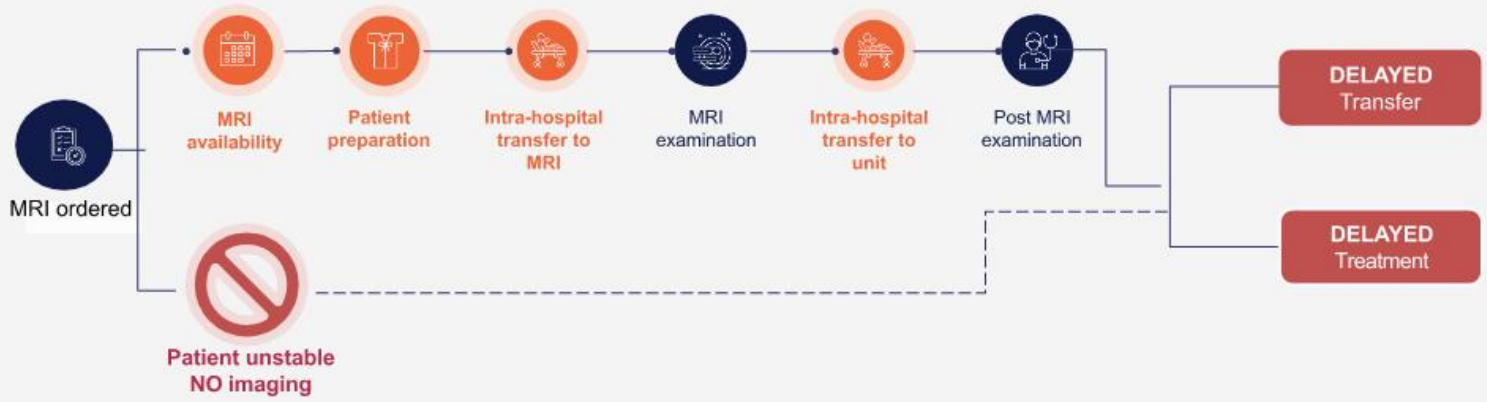 MRI ordered
MRI
availability
Patient
preparation
Intra-hospital
transfer to
MRI
MRI
examination
Intra-hospital
transfer to
unit
Post MRI
examination
Patient unstable
NO imaging
DELAYED
Transfer
DELAYED
Treatment